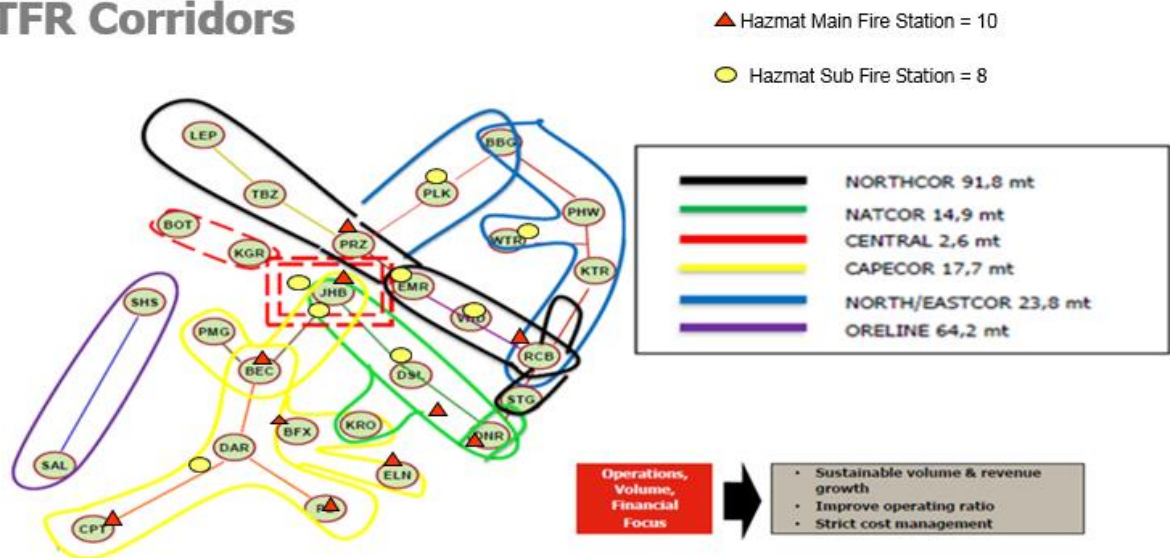 TFR Corridors
Hazmat Main Fire Station = 10
Hazmat Sub Fire Station = 8
LEP
BBG
TBZ
PLK
BOT
PHW
KGR
PRZ
WTR
KTR
EMR
JHB
SHS
PMG
RCB
BEC
DSL
STG
BFX
KRO
DNR
DAR
SAL
ELN
CPT
NORTHCOR 91,8 mt
NATCOR 14,9 mt
CENTRAL 2,6 mt
CAPECOR 17,7 mt
NORTH/EASTCOR 23,8 mt
ORELINE 64,2 mt
Operations,
Volume,
Financial
Focus
• Sustainable volume & revenue
growth
• Improve operating ratio
• Strict cost management